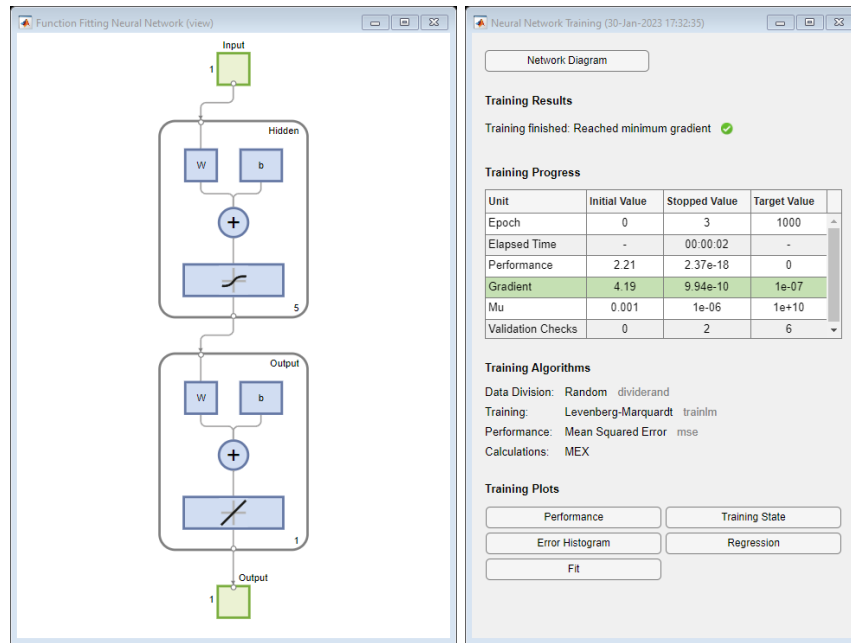 Function Fitting Neural Network (view)
Input
1
Hidden
W b
+
5
Output
W b
+
1
Output
1
Neural Network Training (30-Jan-2023 17:32:35)
Network Diagram
Training Results
Training finished: Reached minimum gradient
Training Progress
Unit Initial Value Stopped Value Target Value
Epoch 0 3 1000
Elapsed Time - 00:00:02 -
Performance 2.21 2.37e-18 0
Gradient 4.19 9.94e-10 1e-07
Mu 0.001 1e-06 1e+10
Validation Checks 0 2 6
Training Algorithms
Data Division: Random dividerand
Training: Levenberg-Marquardt trainlm
Performance: Mean Squared Error mse
Calculations: MEX
Training Plots
Performance Training State
Error Histogram Regression
Fit